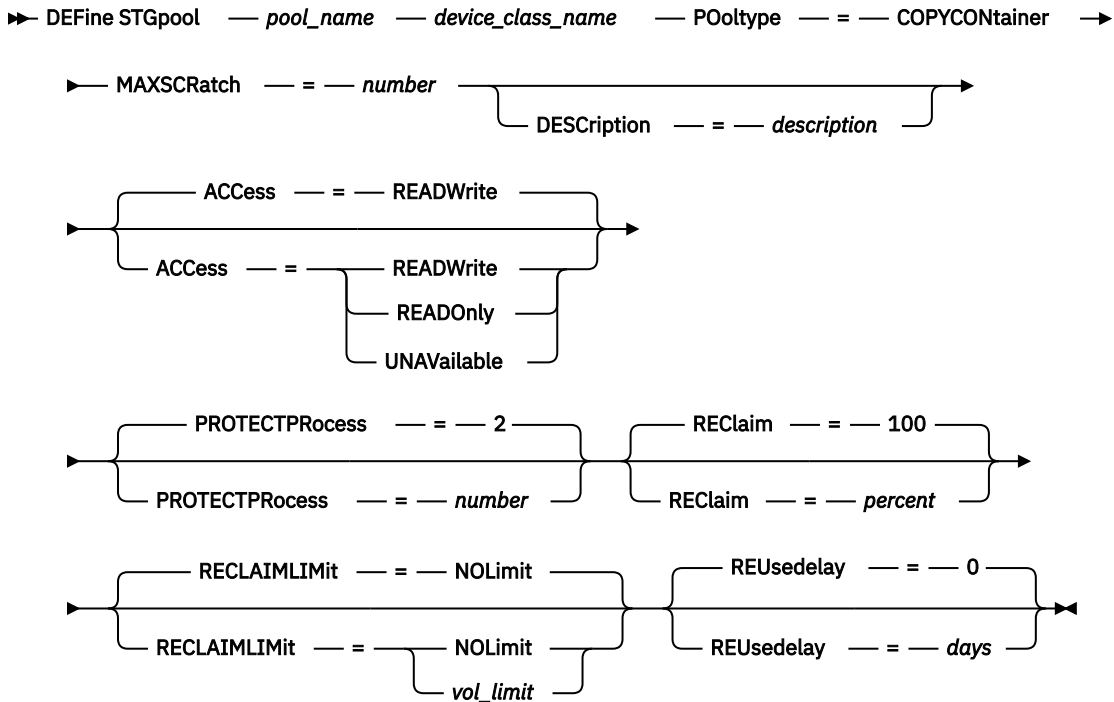 DEFine STGpool pool_name device_class_name POoltype = COPYCONtainer
MAXSCRatch = number
DESCription = description
ACCess = READWrite
ACCess = READWrite
READOnly
UNAVailable
PROTECTPRocess = 2 REClaim = 100
PROTECTPRocess = number REClaim = percent
RECLAIMLIMit = NOLimit REUsedelay = 0
RECLAIMLIMit = NOLimit REUsedelay = days
vol_limit